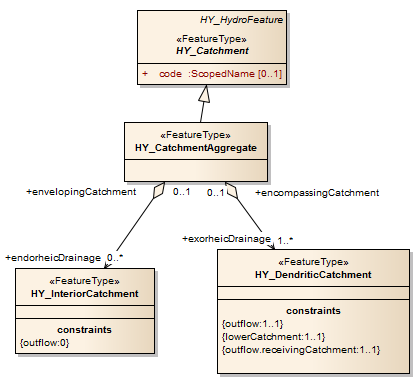 HY_HydroFeature
«FeatureType»
HY_Catchment
+ code :ScopedName [0..1]
«FeatureType»
HY_CatchmentAggregate
+envelopingCatchment 0..1 0..1 +encompassingCatchment
+exorheicDrainage 1..*
+endorheicDrainage 0..*
«FeatureType»
HY_InteriorCatchment
constraints
{outflow:0}
«FeatureType»
HY_DendriticCatchment
constraints
{outflow:1..1}
{lowerCatchment:1..1}
{outflow.receivingCatchment:1..1}